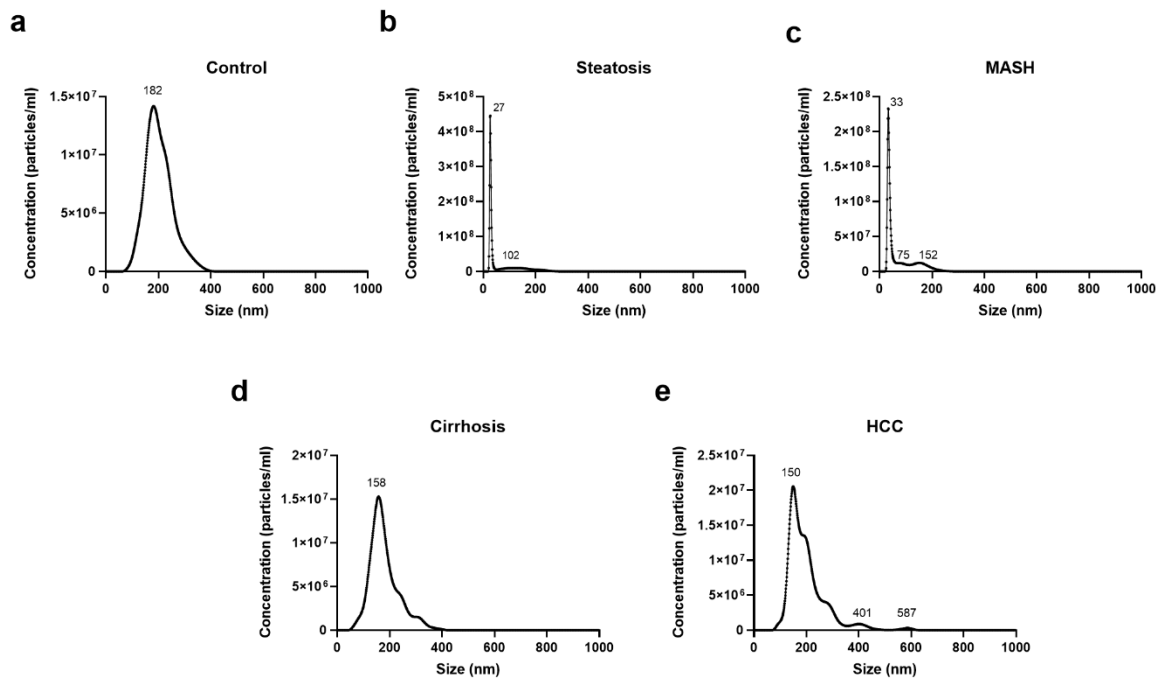 a
Control
182
1.5×10⁷
1×10⁷
5×10⁶
0
0 200 400 600 800 1000
Size (nm)
Concentration (particles/ml)
b
Steatosis
27
102
5×10⁸
4×10⁸
3×10⁸
2×10⁸
1×10⁸
0
0 200 400 600 800 1000
Size (nm)
Concentration (particles/ml)
c
MASH
33
75 152
2.5×10⁸
2×10⁸
1.5×10⁸
1×10⁸
5×10⁷
0
0 200 400 600 800 1000
Size (nm)
Concentration (particles/ml)
d
Cirrhosis
158
2×10⁷
1.5×10⁷
1×10⁷
5×10⁶
0
0 200 400 600 800 1000
Size (nm)
Concentration (particles/ml)
e
HCC
150
401 587
2.5×10⁷
2×10⁷
1.5×10⁷
1×10⁷
5×10⁶
0
0 200 400 600 800 1000
Size (nm)
Concentration (particles/ml)